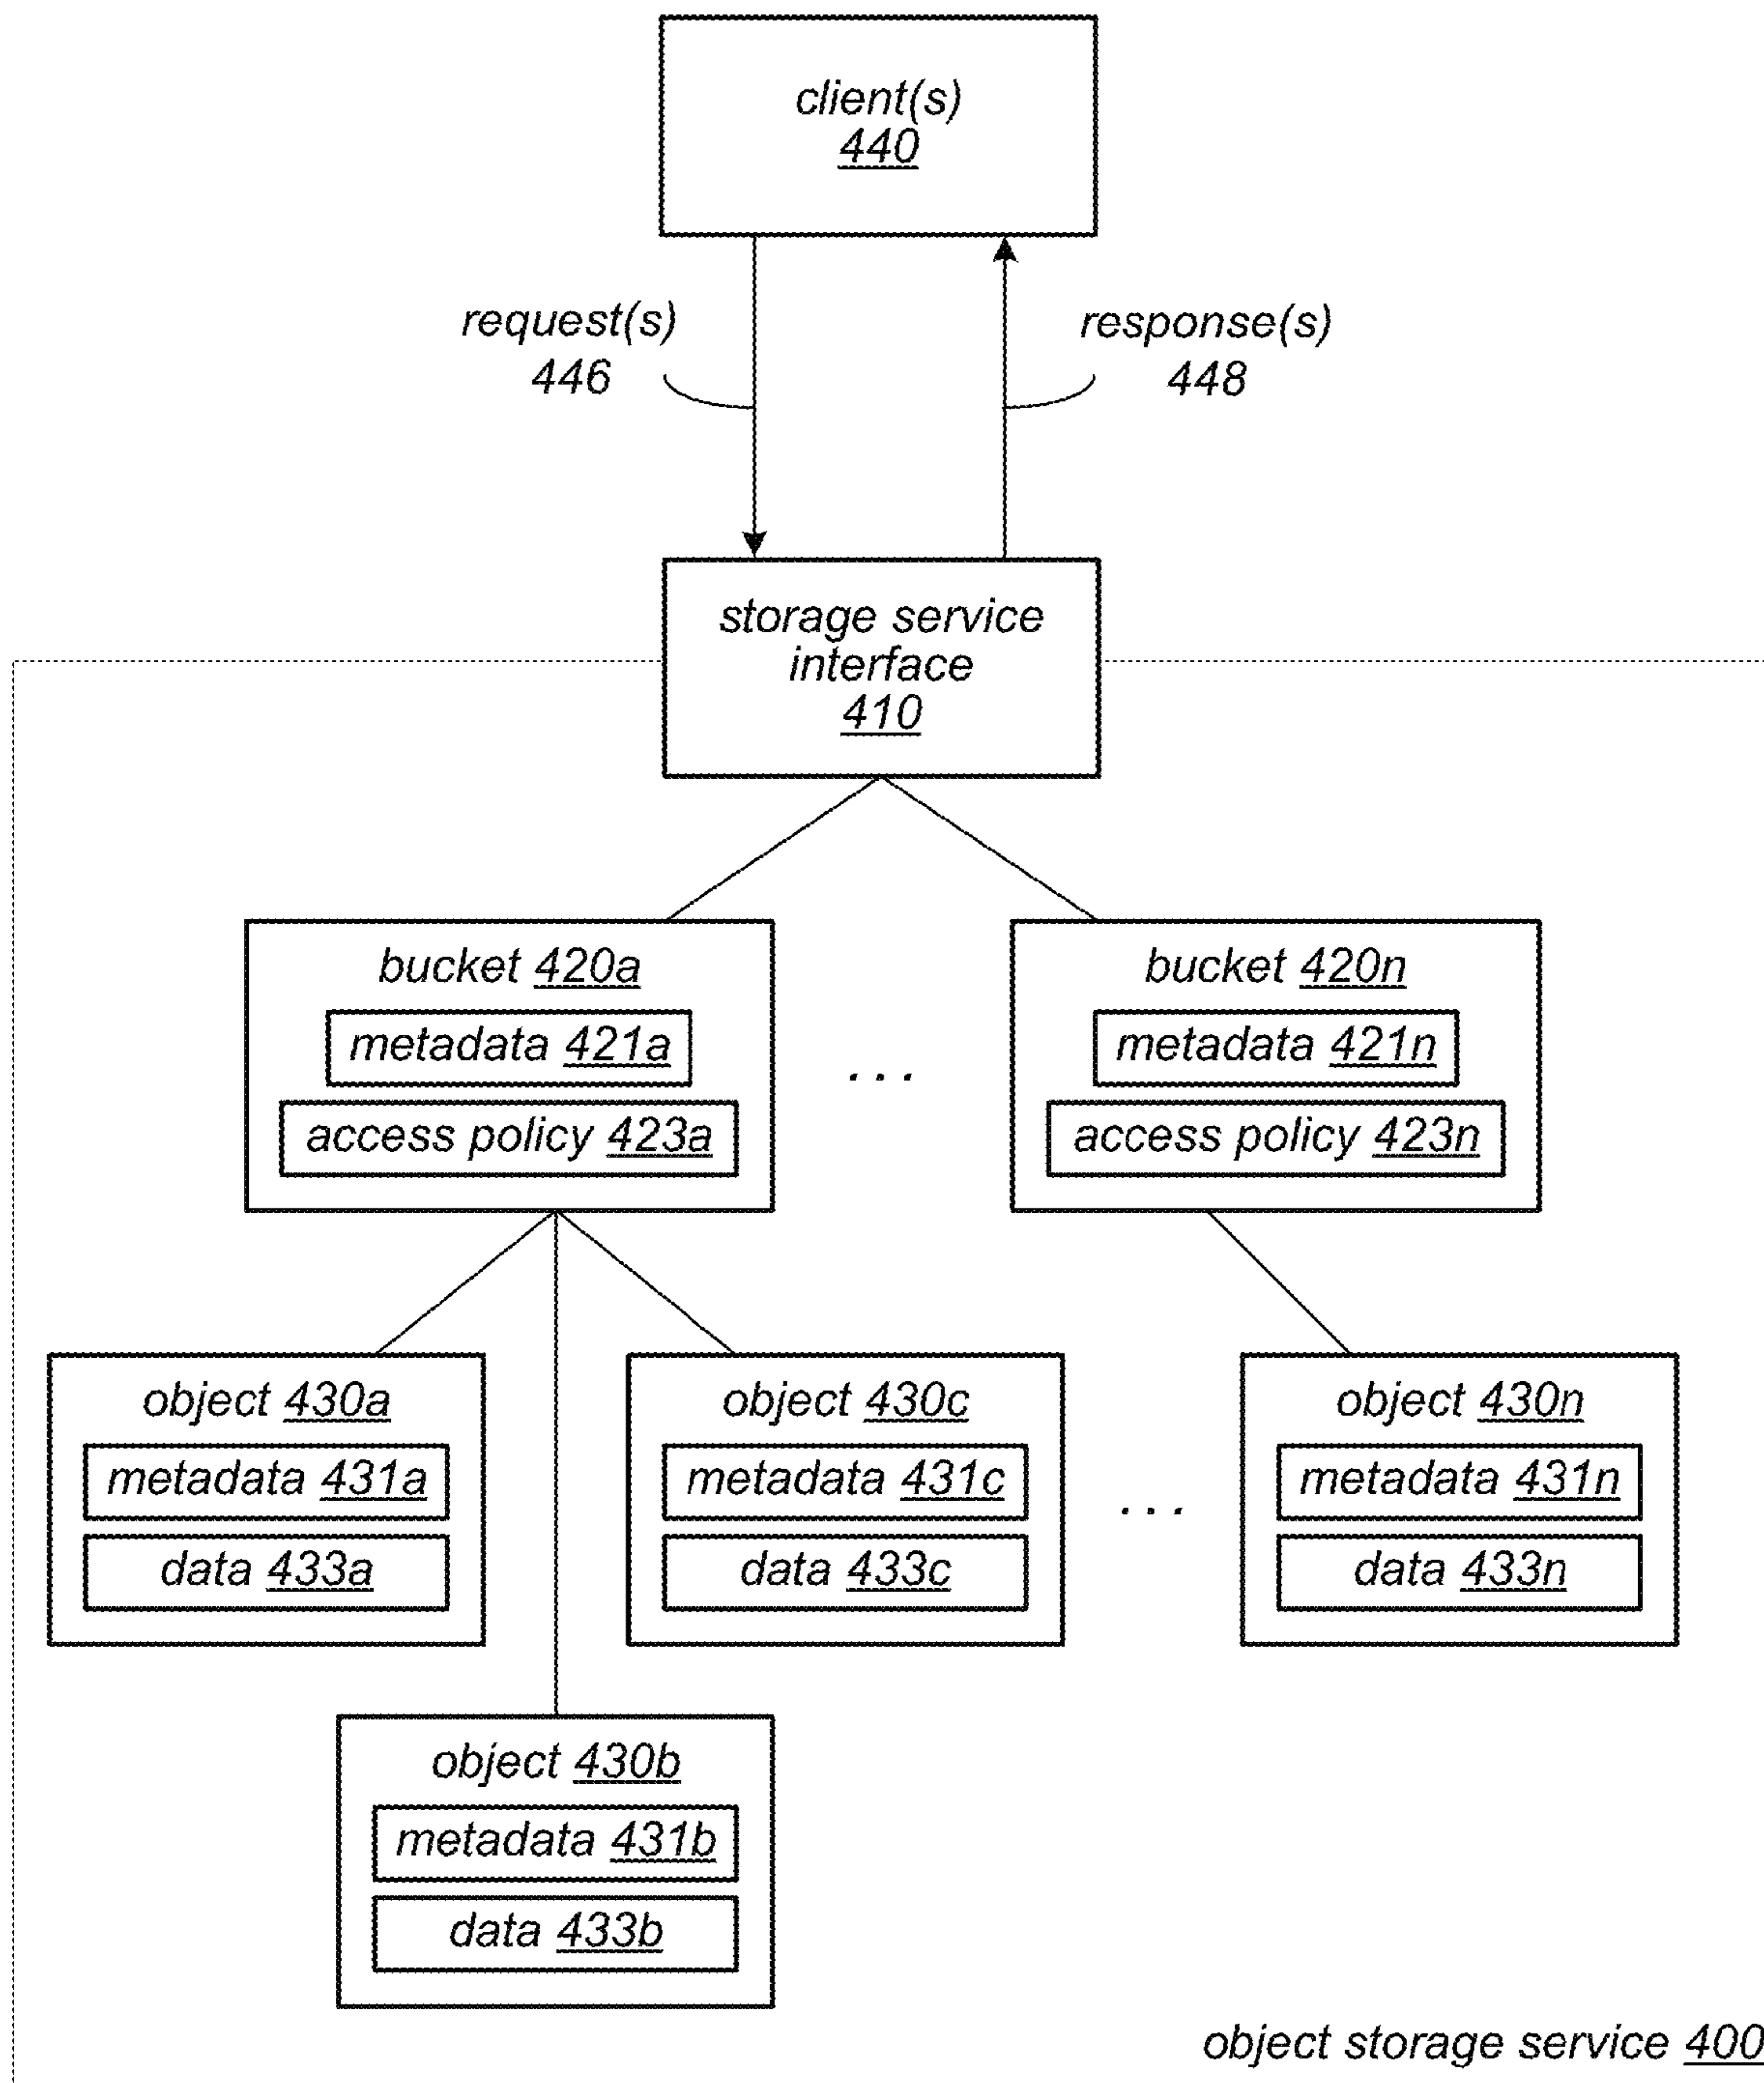 client(s)
440
request(s)
446
response(s)
448
storage service
interface
410
bucket 420a
metadata 421a
access policy 423a
. . .
bucket 420n
metadata 421n
access policy 423n
object 430a
metadata 431a
data 433a
object 430c
metadata 431c
data 433c
. . .
object 430n
metadata 431n
data 433n
object 430b
metadata 431b
data 433b
object storage service 400